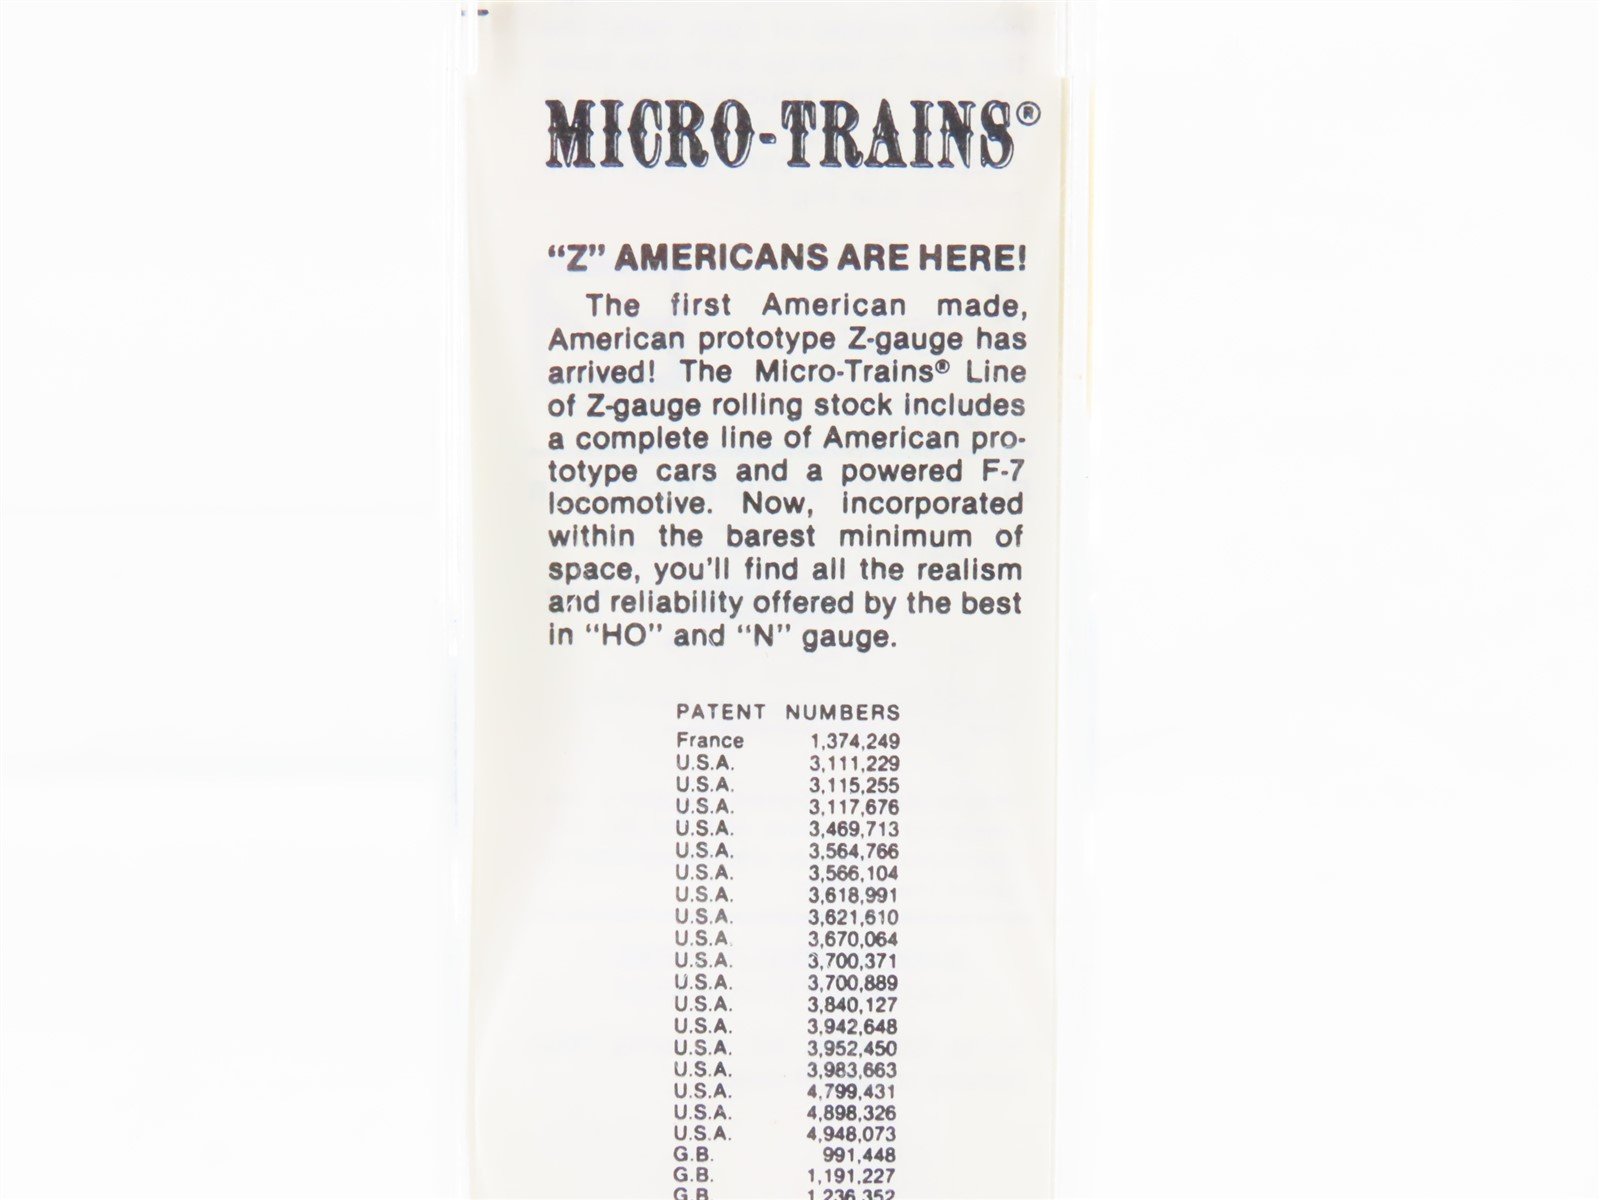 MICRO-TRAINS®
“Z” AMERICANS ARE HERE!
The first American made,
American prototype Z-gauge has
arrived! The Micro-Trains® Line
of Z-gauge rolling stock includes
a complete line of American pro-
totype cars and a powered F-7
locomotive. Now, incorporated
within the barest minimum of
space, you'll find all the realism
and reliability offered by the best
in “HO” and “N” gauge.
PATENT NUMBERS
France 1,374,249
U.S.A. 3,111,229
U.S.A. 3,115,255
U.S.A. 3,117,676
U.S.A. 3,469,713
U.S.A. 3,564,766
U.S.A. 3,566,104
U.S.A. 3,618,991
U.S.A. 3,621,610
U.S.A. 3,670,064
U.S.A. 3,700,371
U.S.A. 3,700,889
U.S.A. 3,840,127
U.S.A. 3,942,648
U.S.A. 3,952,450
U.S.A. 3,983,663
U.S.A. 4,799,431
U.S.A. 4,898,326
U.S.A. 4,948,073
G.B. 991,448
G.B. 1,191,227
G.B. 1,236,352